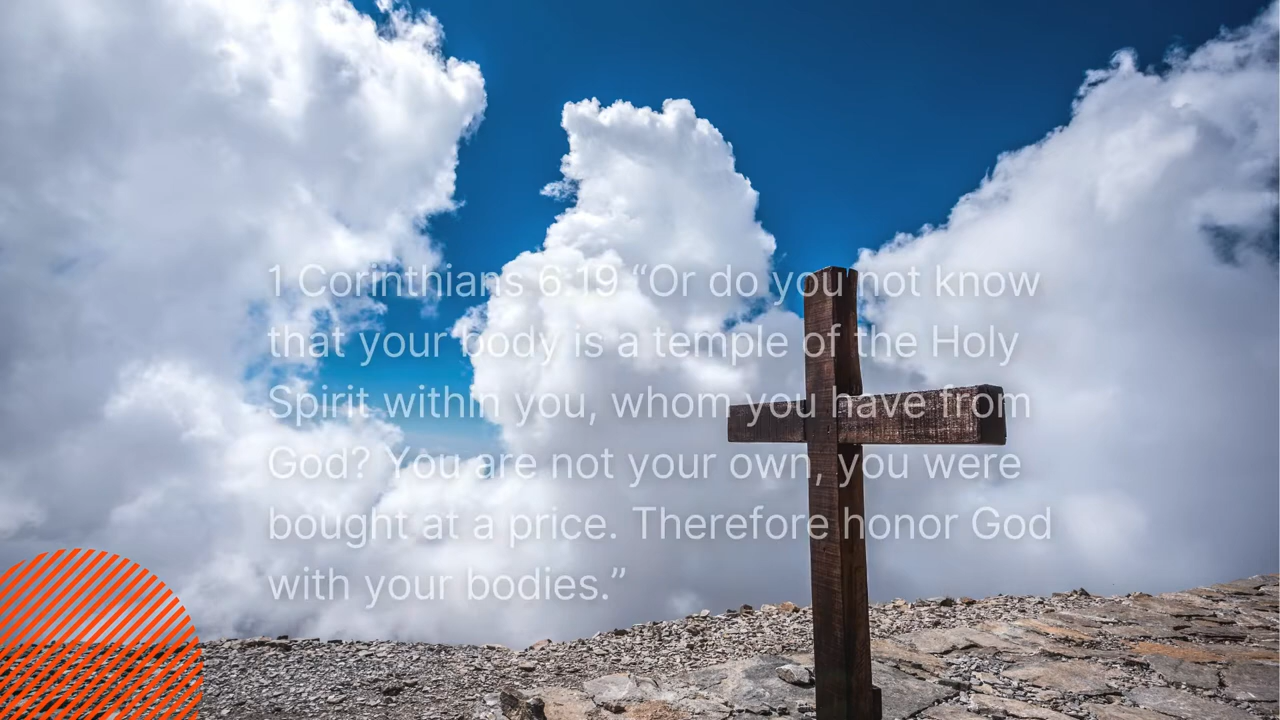 1 Corinthians 6:19 “Or do you not know
that your body is a temple of the Holy
Spirit within you, whom you have from
God? You are not your own, you were
bought at a price. Therefore honor God
with your bodies.”